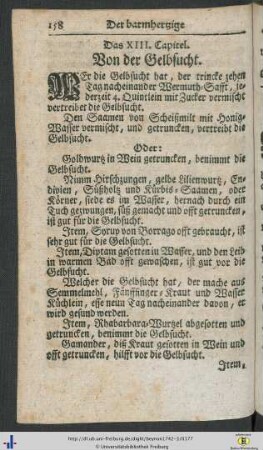 158 Der barmhertzige
Das XIII. Capitel.
Von der Gelbsucht.
WEr die Gelbsucht hat, der trincke zehen
Tag nacheinander Wermuth-Safft, je-
derzeit 4. Quintlein mit Zucker vermischt
vertreibet die Gelbsucht.
Den Saamen von Scheißmilt mit Honig-
Wasser vermischt, und getruncken, vertreibt die
Gelbsucht.
Oder:
Goldwurtz in Wein getruncken, benimmt die
Gelbsucht.
Nimm Hirschzungen, gelbe Lilienwurtz, En-
divien, Süßholz und Kürbis-Saamen, oder
Körner, siede es im Wasser, hernach durch ein
Tuch gezwungen, süß gemacht und offt getruncken,
ist gut für die Gelbsucht.
Item, Syrup von Borrago offt gebraucht, ist
sehr gut für die Gelbsucht.
Item, Diptam gesotten in Wasser, und den Leib
in warmen Bad offt gewaschen, ist gut vor die
Gelbsucht.
Welcher die Gelbsucht hat, der mache aus
Semmelmehl, Fünffinger-Kraut und Wasser
Küchlein, esse neun Tag nacheinander davon, er
wird gesund werden.
Item, Rhabarbara-Wurtzel abgesotten und
getruncken, benimmt die Gelbsucht.
Gamander, diß Kraut gesotten in Wein und
offt getruncken, hilfft vor die Gelbsucht.
Item,
© Universitätsbibliothek Freiburg